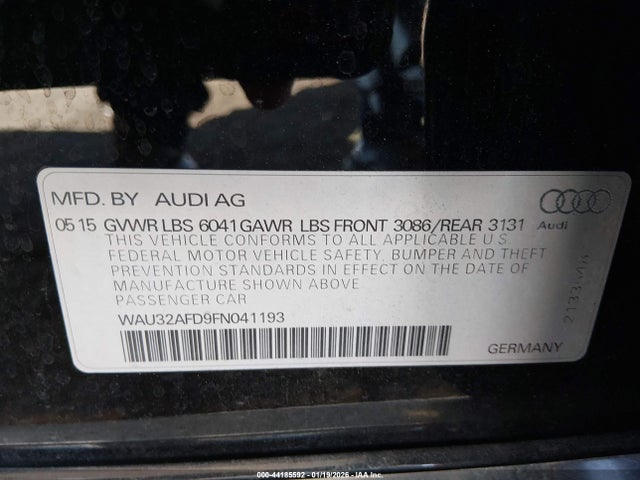 MFD. BY AUDI AG
05 15 GVWR LBS 6041 GAWR LBS FRONT 3086/REAR 3131
Audi
THIS VEHICLE CONFORMS TO ALL APPLICABLE U.S.
FEDERAL MOTOR VEHICLE SAFETY, BUMPER AND THEFT
PREVENTION STANDARDS IN EFFECT ON THE DATE OF
MANUFACTURE SHOWN ABOVE
PASSENGER CAR
WAU32AFD9FN041193
GERMANY
000-44185592 - 01/19/2026 - IAA Inc.